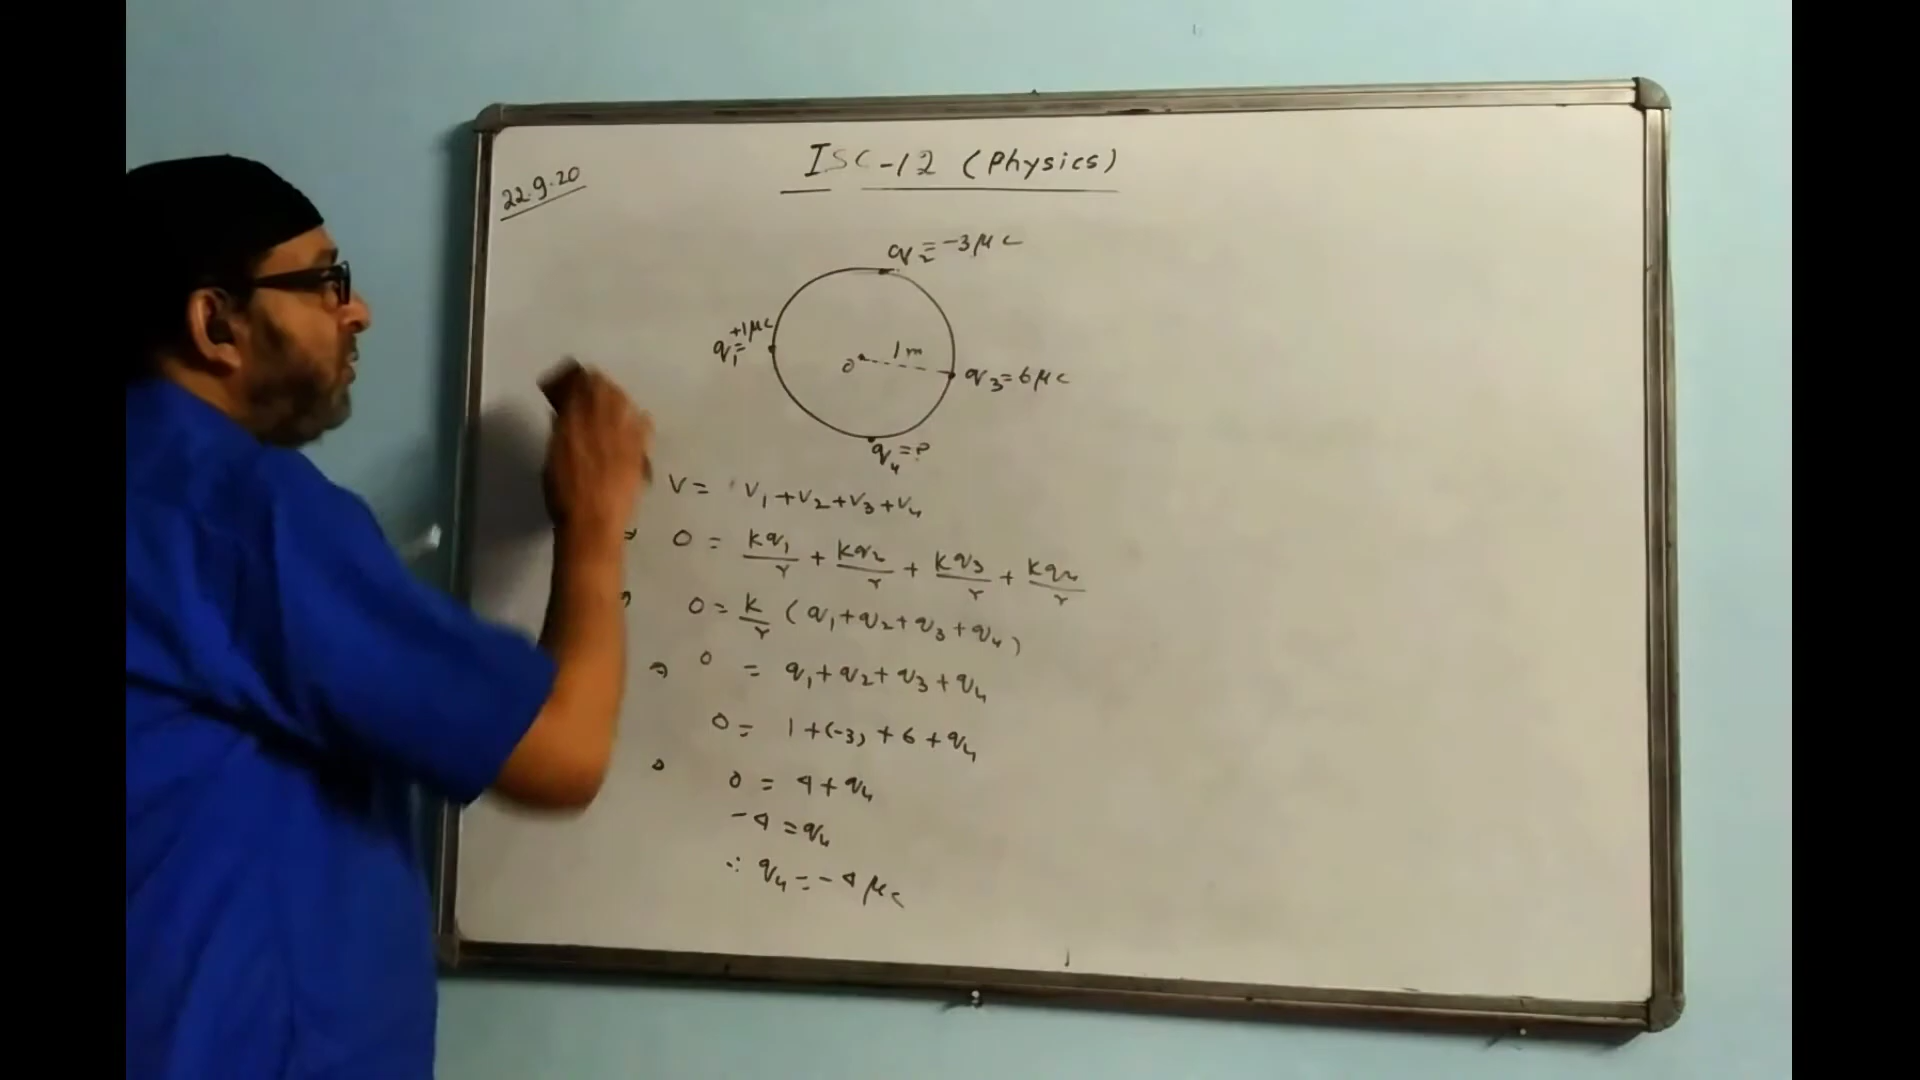 22.9.20
ISC-12 (Physics)
q₂=-3μC
+1μC
q₁=
1m
O
q₃=6μC
q₄=?
V = V₁+V₂+V₃+V₄
⇒ 0 = kq₁/r + kq₂/r + kq₃/r + kq₄/r
⇒ 0 = k/r (q₁+q₂+q₃+q₄)
⇒ 0 = q₁+q₂+q₃+q₄
0 = 1+(-3)+6+q₄
0 = 4+q₄
-4=q₄
∴ q₄=-4μC